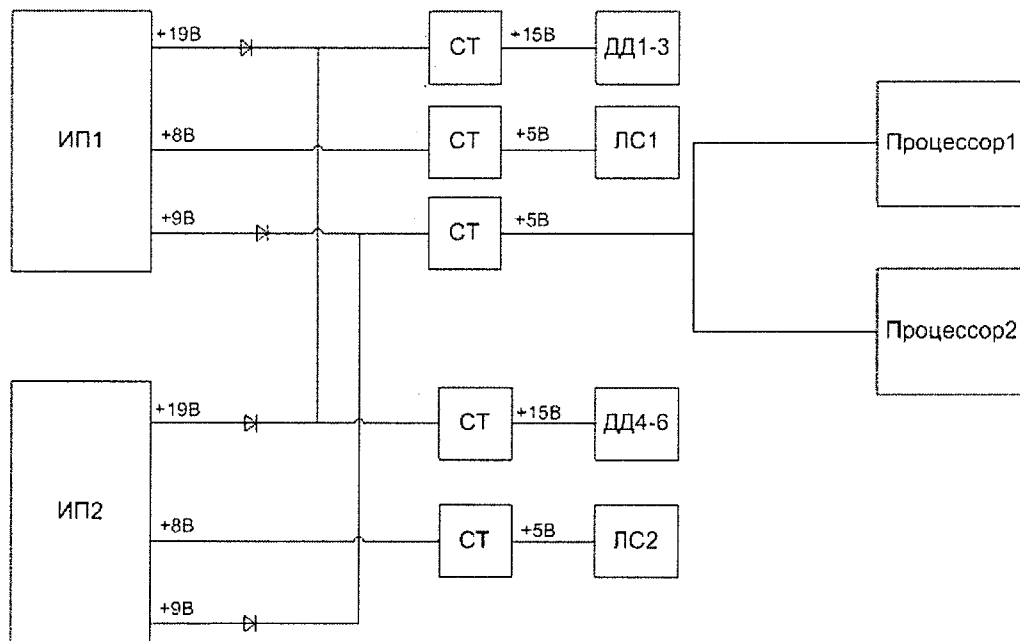 +19В
СТ
+15В
ДД1-3
ИП1
+8В
СТ
+5В
ЛС1
Процессор1
+9В
СТ
+5В
Процессор2
+19В
СТ
+15В
ДД4-6
ИП2
+8В
СТ
+5В
ЛС2
+9В